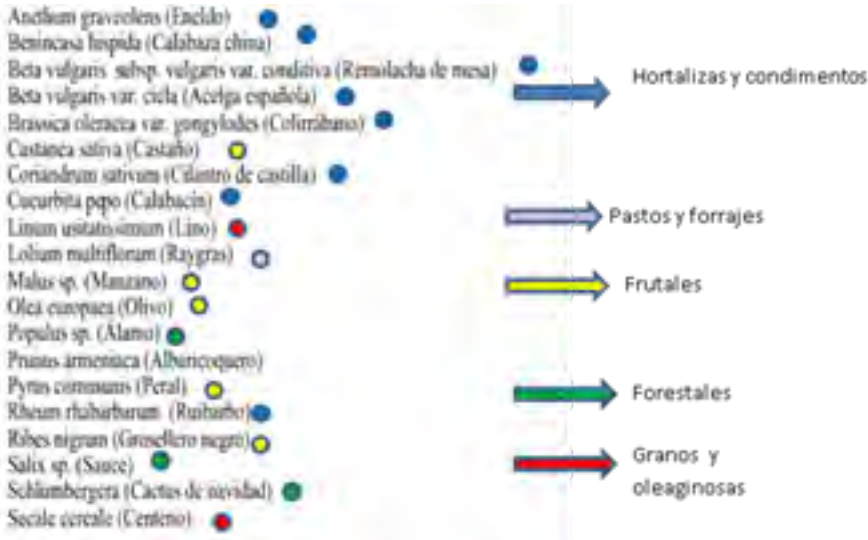 Anethum graveolens (Eneldo)
Benincasa hispida (Calabaza china)
Beta vulgaris subsp. vulgaris var. conditiva (Remolacha de mesa)
Beta vulgaris var. cicla (Acelga española)
Brassica oleracea var. gongylodes (Colirrábano)
Castanea sativa (Castaño)
Coriandrum sativum (Cilantro de castilla)
Cucurbita pepo (Calabacín)
Linum usitatissimum (Lino)
Lolium multiflorum (Raygras)
Malus sp. (Manzano)
Olea europaea (Olivo)
Populus sp. (Álamo)
Prunus armeniaca (Albaricoquero)
Pyrus communis (Peral)
Rheum rhabarbarum (Ruibarbo)
Ribes nigrum (Grosellero negro)
Salix sp. (Sauce)
Schlumbergera (Cactus de navidad)
Secale cereale (Centeno)
Hortalizas y condimentos
Pastos y forrajes
Frutales
Forestales
Granos y
oleaginosas